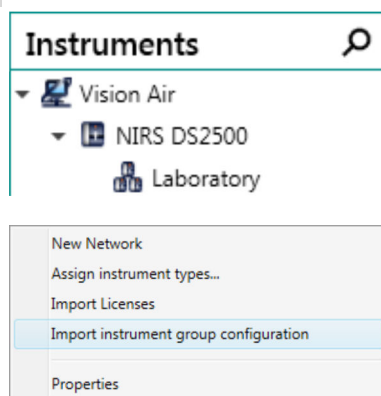 Instruments
Vision Air
NIRS DS2500
Laboratory
New Network
Assign instrument types...
Import Licenses
Import instrument group configuration
Properties